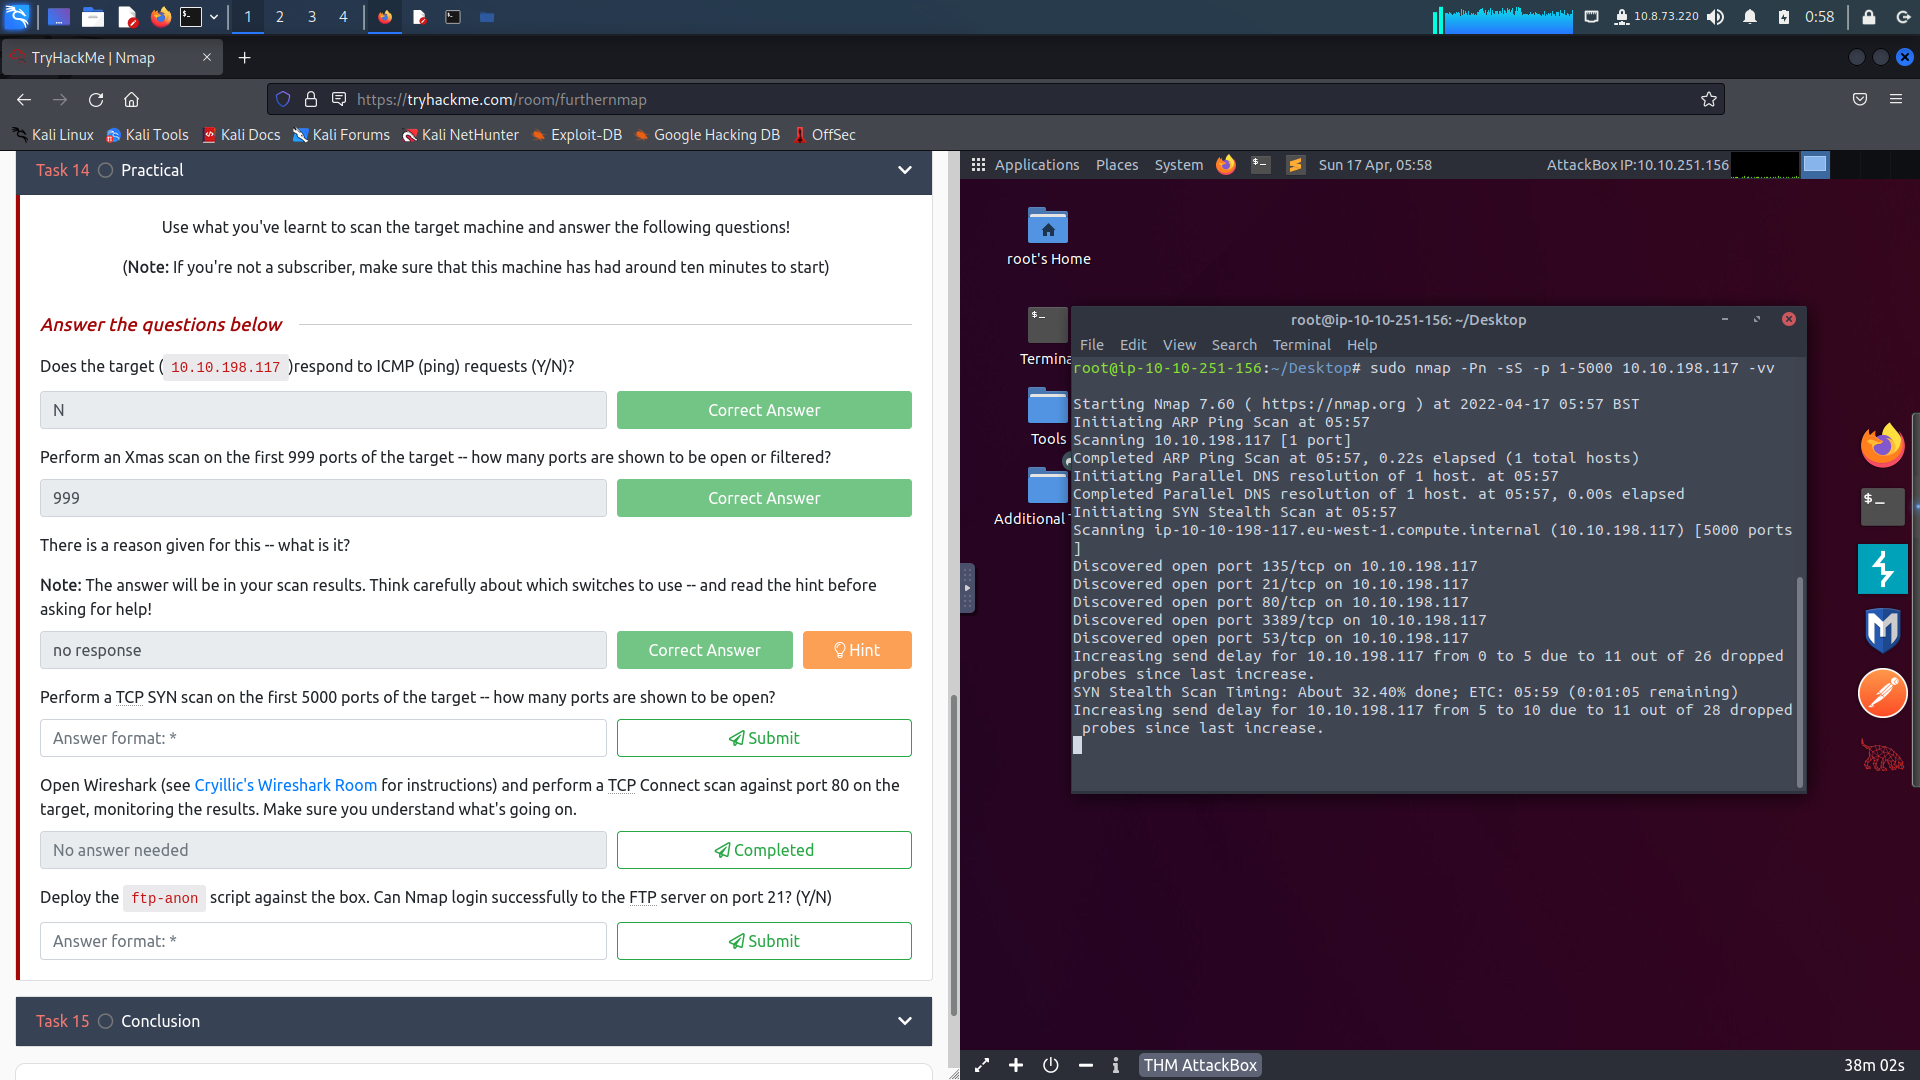 1
2
3
4
10.8.73.220
0:58
TryHackMe | Nmap
https://tryhackme.com/room/furthernmap
Kali Linux
Kali Tools
Kali Docs
Kali Forums
Kali NetHunter
Exploit-DB
Google Hacking DB
OffSec
Task 14
Practical
Use what you've learnt to scan the target machine and answer the following questions!
(Note: If you're not a subscriber, make sure that this machine has had around ten minutes to start)
Answer the questions below
Does the target ( 10.10.198.117 )respond to ICMP (ping) requests (Y/N)?
N
Correct Answer
Perform an Xmas scan on the first 999 ports of the target -- how many ports are shown to be open or filtered?
999
Correct Answer
There is a reason given for this -- what is it?
Note: The answer will be in your scan results. Think carefully about which switches to use -- and read the hint before
asking for help!
no response
Correct Answer
Hint
Perform a TCP SYN scan on the first 5000 ports of the target -- how many ports are shown to be open?
Answer format: *
Submit
Open Wireshark (see Cryillic's Wireshark Room for instructions) and perform a TCP Connect scan against port 80 on the
target, monitoring the results. Make sure you understand what's going on.
No answer needed
Completed
Deploy the ftp-anon script against the box. Can Nmap login successfully to the FTP server on port 21? (Y/N)
Answer format: *
Submit
Task 15
Conclusion
Applications
Places
System
Sun 17 Apr, 05:58
AttackBox IP:10.10.251.156
root's Home
Termina
Tools
Additional T
root@ip-10-10-251-156: ~/Desktop
File Edit View Search Terminal Help
root@ip-10-10-251-156:~/Desktop# sudo nmap -Pn -sS -p 1-5000 10.10.198.117 -vv
Starting Nmap 7.60 ( https://nmap.org ) at 2022-04-17 05:57 BST
Initiating ARP Ping Scan at 05:57
Scanning 10.10.198.117 [1 port]
Completed ARP Ping Scan at 05:57, 0.22s elapsed (1 total hosts)
Initiating Parallel DNS resolution of 1 host. at 05:57
Completed Parallel DNS resolution of 1 host. at 05:57, 0.00s elapsed
Initiating SYN Stealth Scan at 05:57
Scanning ip-10-10-198-117.eu-west-1.compute.internal (10.10.198.117) [5000 ports
]
Discovered open port 135/tcp on 10.10.198.117
Discovered open port 21/tcp on 10.10.198.117
Discovered open port 80/tcp on 10.10.198.117
Discovered open port 3389/tcp on 10.10.198.117
Discovered open port 53/tcp on 10.10.198.117
Increasing send delay for 10.10.198.117 from 0 to 5 due to 11 out of 26 dropped
probes since last increase.
SYN Stealth Scan Timing: About 32.40% done; ETC: 05:59 (0:01:05 remaining)
Increasing send delay for 10.10.198.117 from 5 to 10 due to 11 out of 28 dropped
probes since last increase.
THM AttackBox
38m 02s